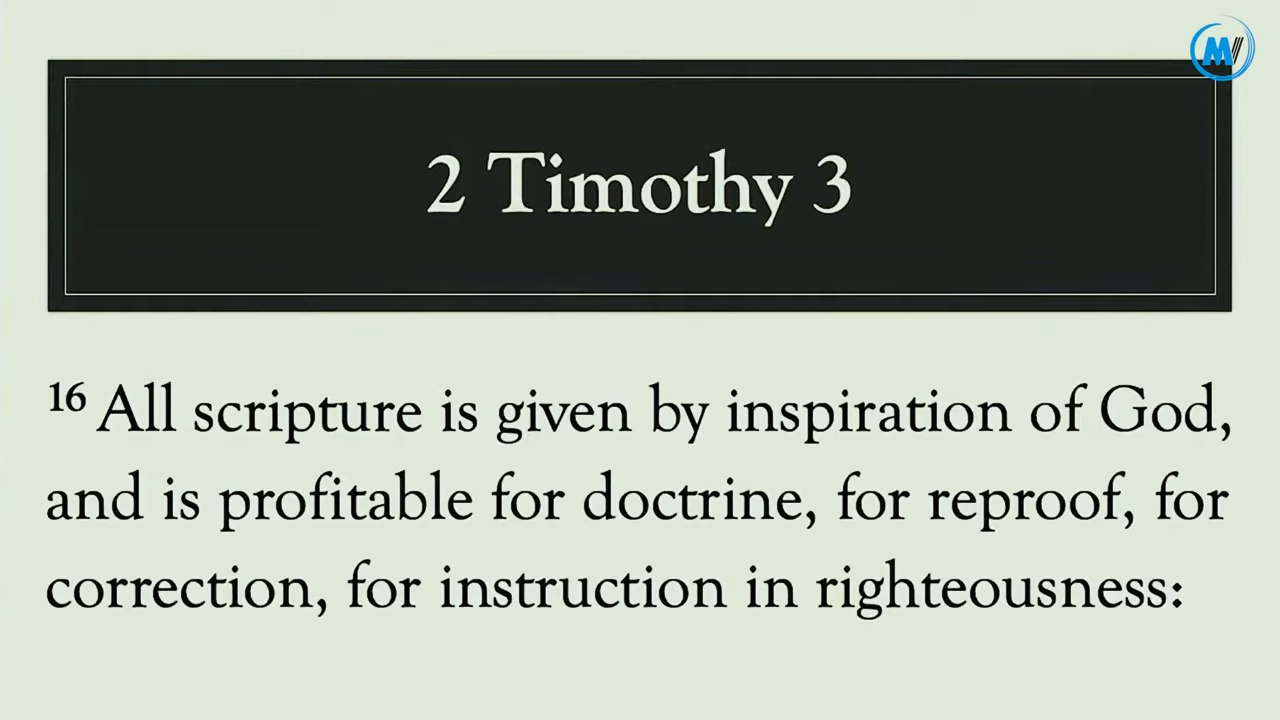 MV
2 Timothy 3
16 All scripture is given by inspiration of God,
and is profitable for doctrine, for reproof, for
correction, for instruction in righteousness: